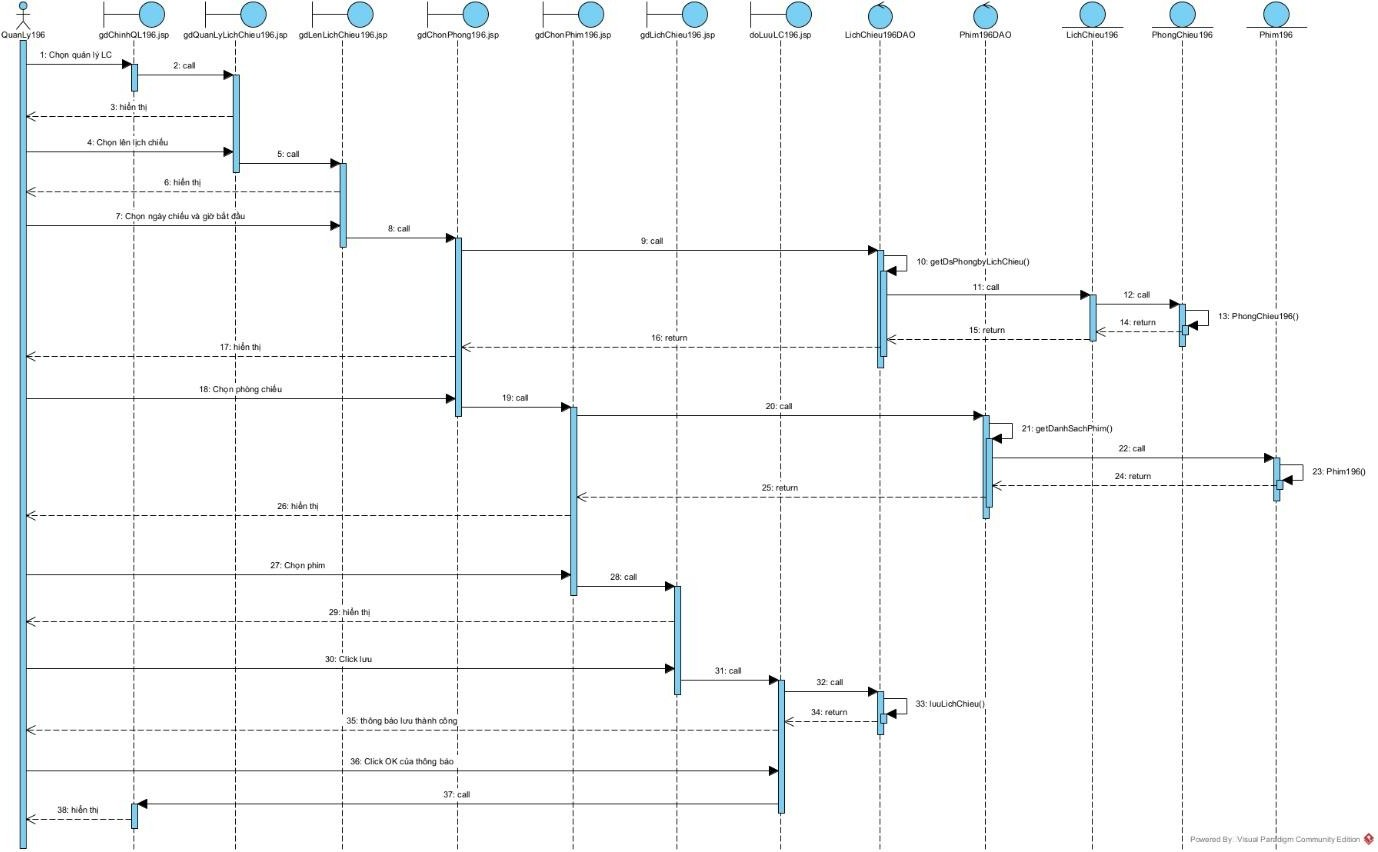 QuanLy196
gdChinhQL196.jsp
gdQuanLyLichChieu196.jsp
gdLenLichChieu196.jsp
gdChonPhong196.jsp
gdChonPhim196.jsp
gdLichChieu196.jsp
doLuuLC196.jsp
LichChieu196DAO
Phim196DAO
LichChieu196
PhongChieu196
Phim196
1: Chọn quản lý LC
2: call
3: hiển thị
4: Chọn lên lịch chiếu
5: call
6: hiển thị
7: Chọn ngày chiếu và giờ bắt đầu
8: call
9: call
10: getDsPhongbyLichChieu()
11: call
12: call
13: PhongChieu196()
14: return
15: return
16: return
17: hiển thị
18: Chọn phòng chiếu
19: call
20: call
21: getDanhSachPhim()
22: call
23: Phim196()
24: return
25: return
26: hiển thị
27: Chọn phim
28: call
29: hiển thị
30: Click lưu
31: call
32: call
33: luuLichChieu()
34: return
35: thông báo lưu thành công
36: Click OK của thông báo
37: call
38: hiển thị
Powered By: Visual Paradigm Community Edition